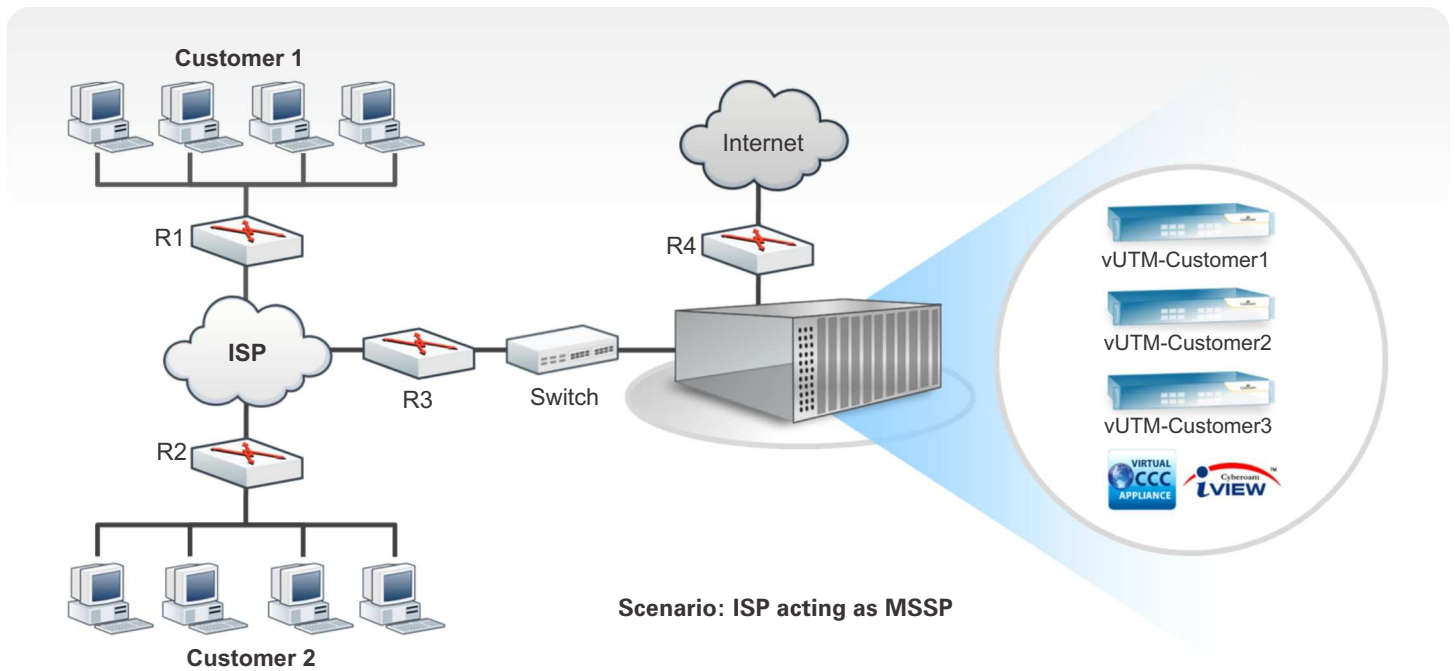 Customer 1
Internet
R1
R4
vUTM-Customer1
vUTM-Customer2
ISP
R3
Switch
vUTM-Customer3
R2
VIRTUAL
CCC
APPLIANCE
Cyberoam
iVIEW™
Scenario: ISP acting as MSSP
Customer 2